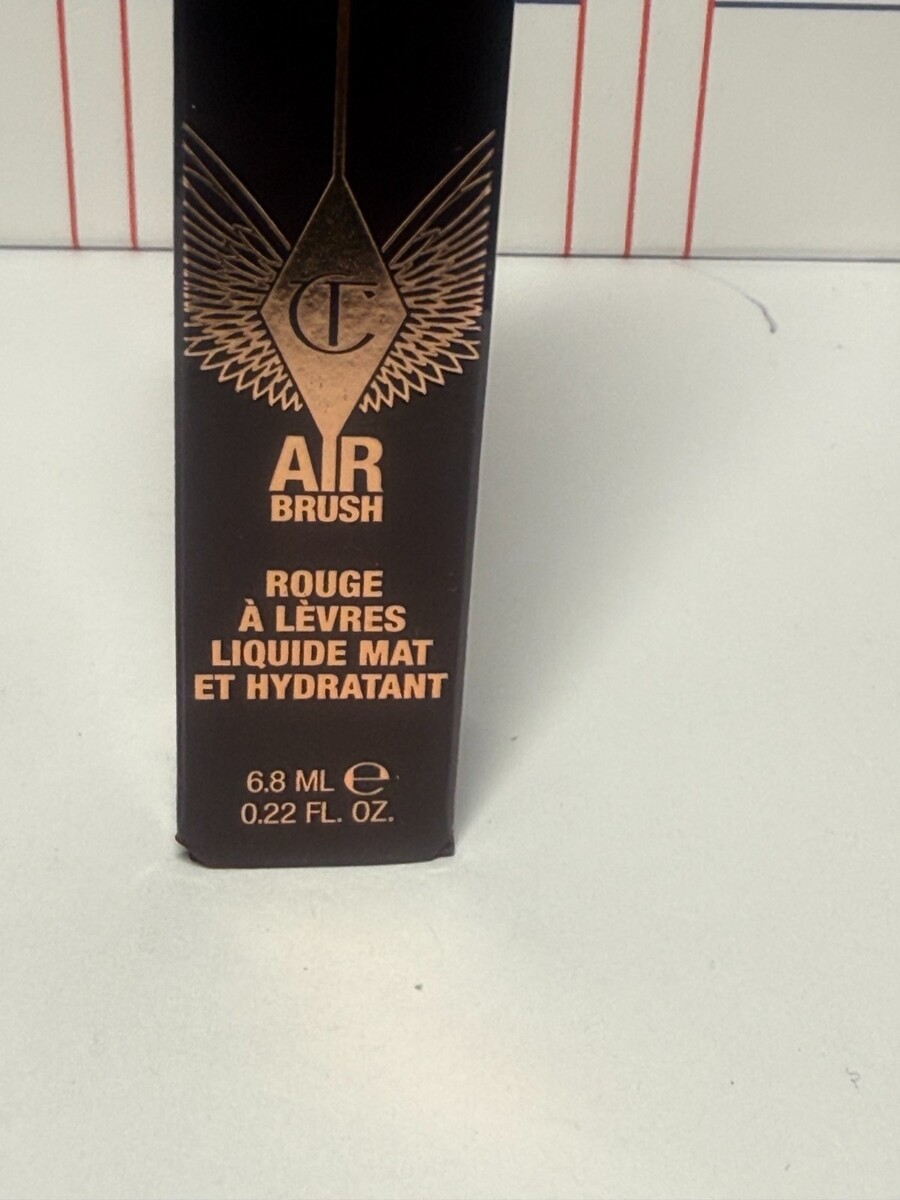 CT
AIR
BRUSH
ROUGE
À LÈVRES
LIQUIDE MAT
ET HYDRATANT
6.8 ML ℮
0.22 FL. OZ.